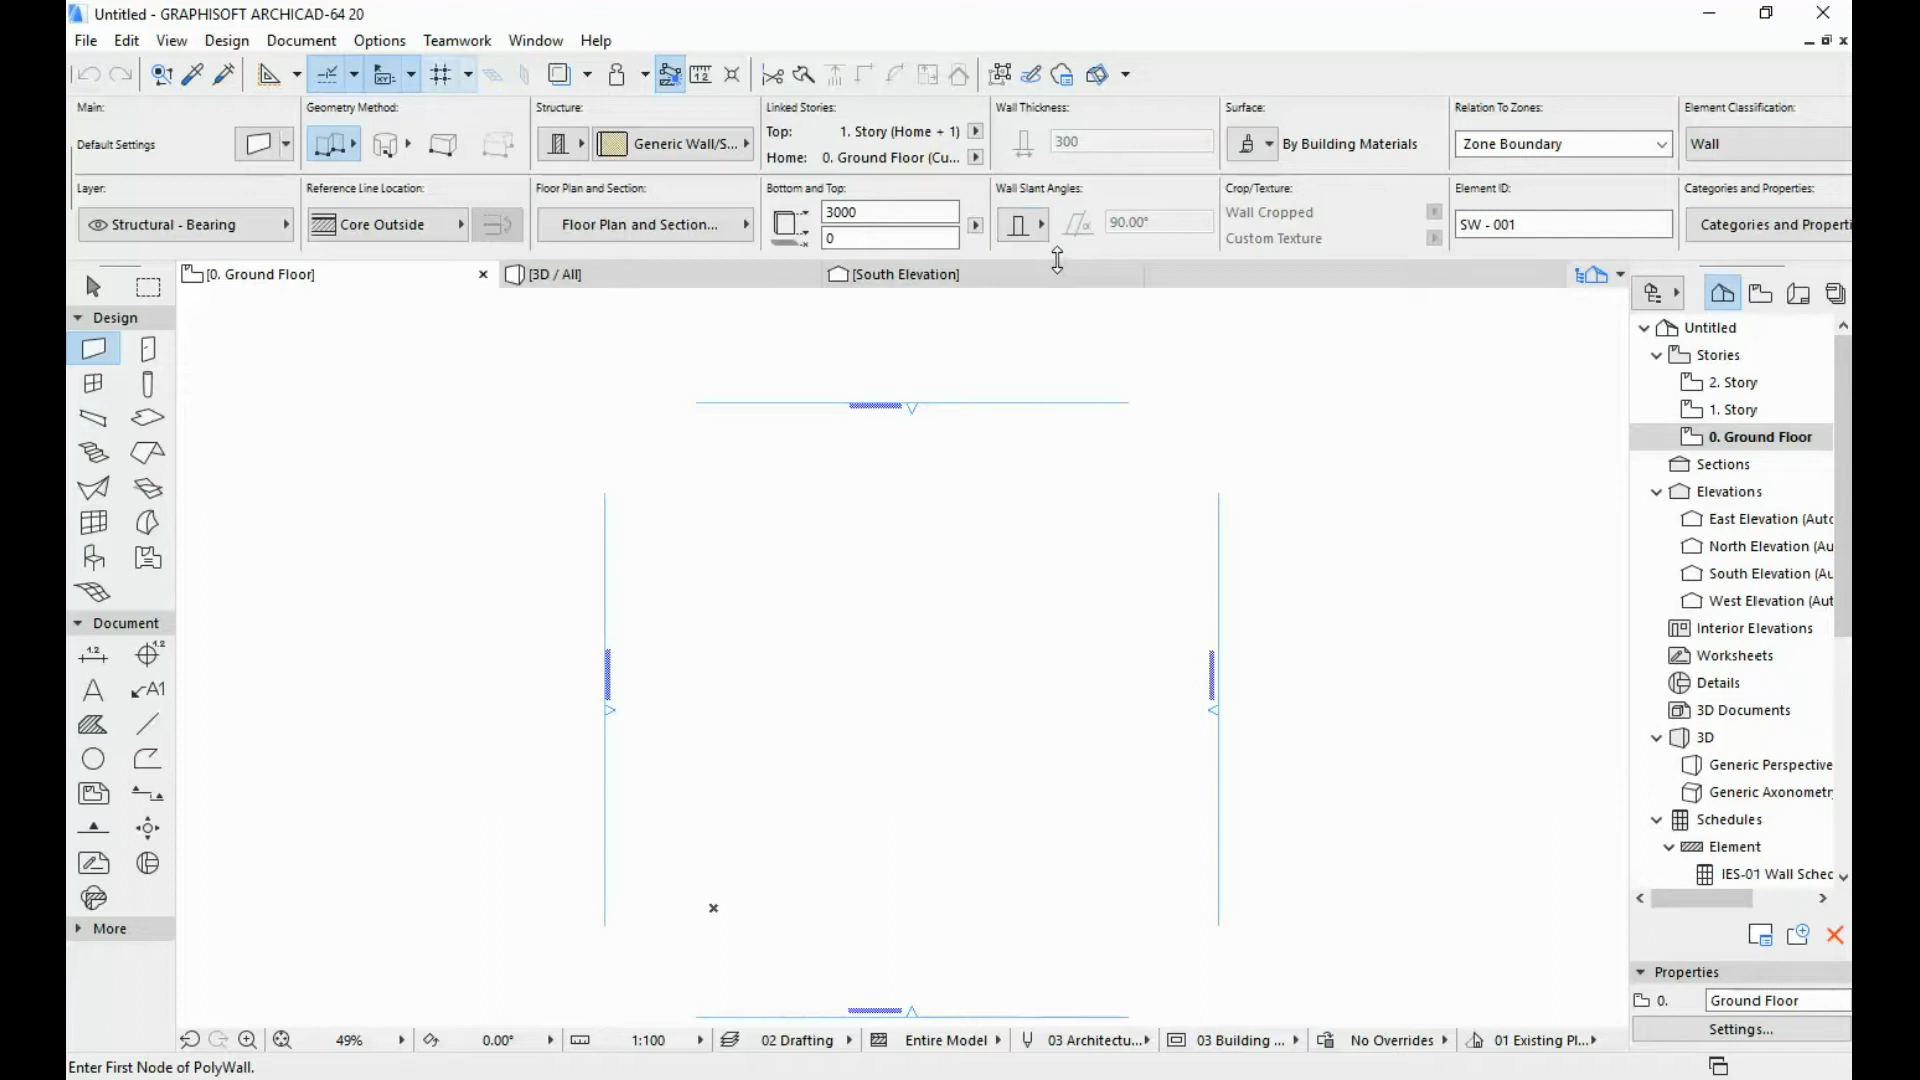 Untitled - GRAPHISOFT ARCHICAD-64 20
File Edit View Design Document Options Teamwork Window Help
Main: Geometry Method: Structure: Linked Stories: Wall Thickness: Surface: Relation To Zones: Element Classification:
Top: 1. Story (Home + 1) 300
Default Settings Generic Wall/S... By Building Materials Zone Boundary Wall
Home: 0. Ground Floor (Cu...
Layer: Reference Line Location: Floor Plan and Section: Bottom and Top: Wall Slant Angles: Crop/Texture: Element ID: Categories and Properties:
3000 Wall Cropped
Structural - Bearing Core Outside Floor Plan and Section... 90.00° SW - 001 Categories and Properti
0 Custom Texture
[0. Ground Floor] [3D / All] [South Elevation]
Design
Document
1.2 1.2
A A1
More
Untitled
Stories
2. Story
1. Story
0. Ground Floor
Sections
Elevations
East Elevation (Auto
North Elevation (Au
South Elevation (Au
West Elevation (Aut
Interior Elevations
Worksheets
Details
3D Documents
3D
Generic Perspective
Generic Axonometr
Schedules
Element
IES-01 Wall Sched
Properties
0. Ground Floor
Settings...
49% 0.00° 1:100 02 Drafting Entire Model 03 Architectu... 03 Building ... No Overrides 01 Existing Pl...
Enter First Node of PolyWall.